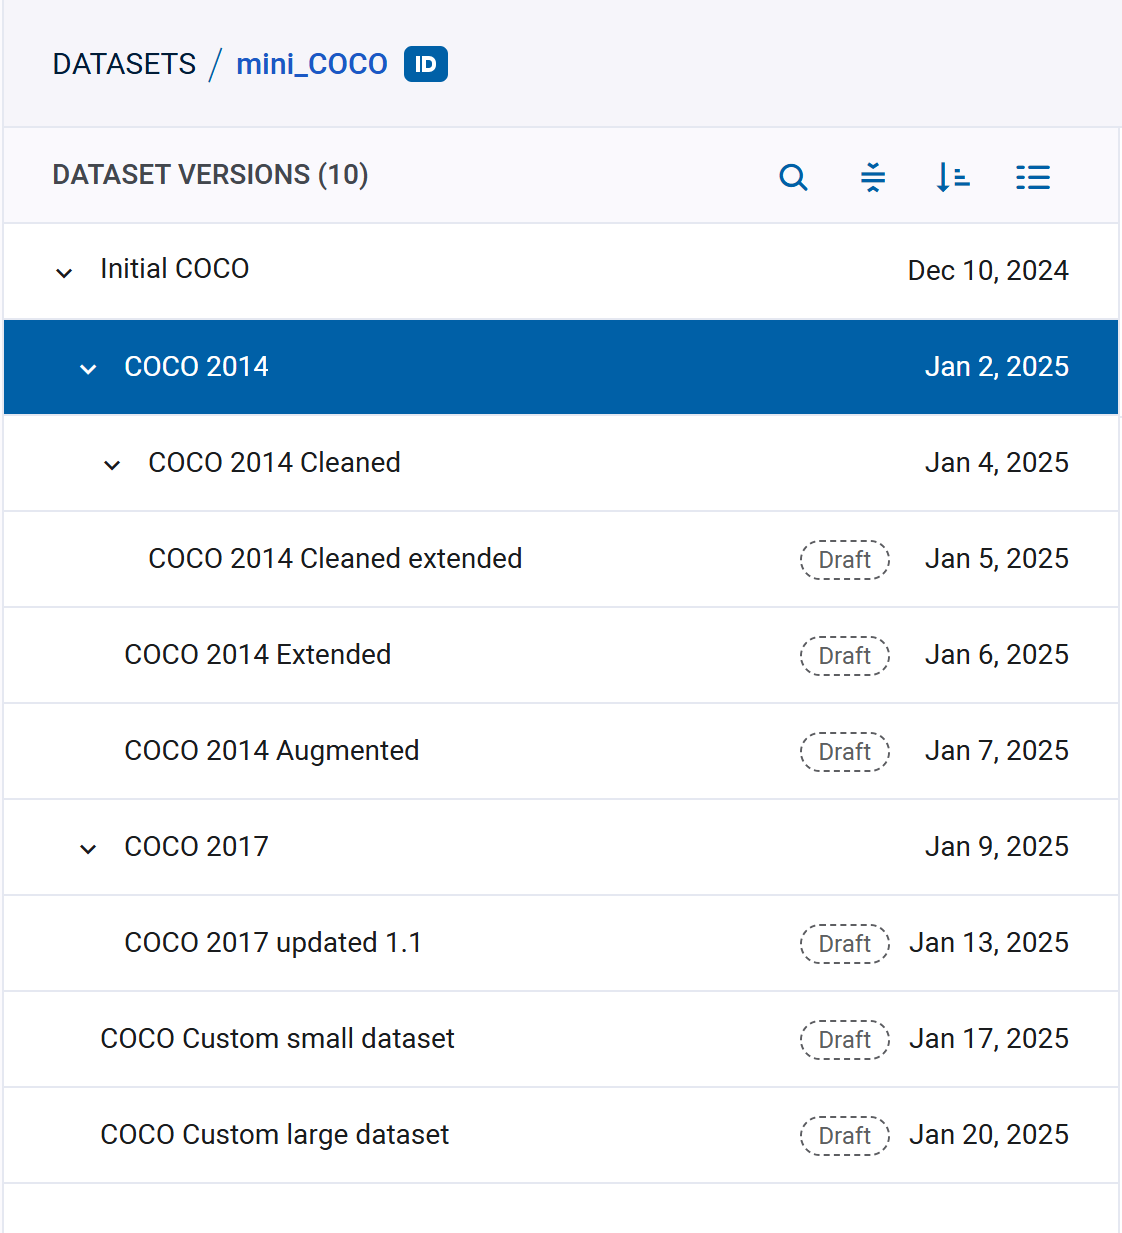 DATASETS / mini_COCO ID
DATASET VERSIONS (10)
Initial COCO Dec 10, 2024
COCO 2014 Jan 2, 2025
COCO 2014 Cleaned Jan 4, 2025
COCO 2014 Cleaned extended Draft Jan 5, 2025
COCO 2014 Extended Draft Jan 6, 2025
COCO 2014 Augmented Draft Jan 7, 2025
COCO 2017 Jan 9, 2025
COCO 2017 updated 1.1 Draft Jan 13, 2025
COCO Custom small dataset Draft Jan 17, 2025
COCO Custom large dataset Draft Jan 20, 2025